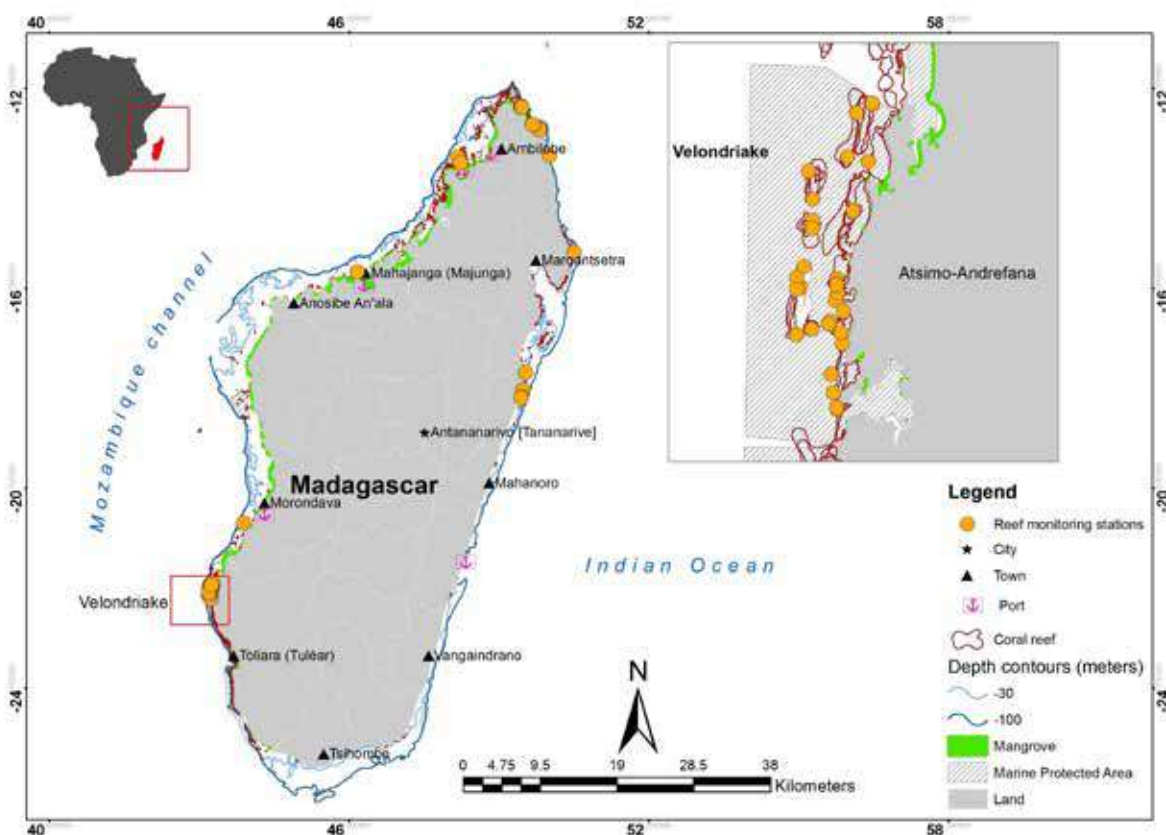 40
46
52
58
-12
-16
-20
-24
-12
-16
-20
-24
Ambilobe
Maroantsetra
Mahajanga (Majunga)
Anosibe An'ala
Mozambique channel
Antananarivo [Tananarive]
Madagascar
Mahanoro
Morondava
Indian Ocean
Velondriake
Toliara (Tuléar)
Vangaindrano
Tsihombe
N
0 4.75 9.5 19 28.5 38
Kilometers
Velondriake
Atsimo-Andrefana
Legend
Reef monitoring stations
City
Town
Port
Coral reef
Depth contours (meters)
-30
-100
Mangrove
Marine Protected Area
Land
40
46
52
58